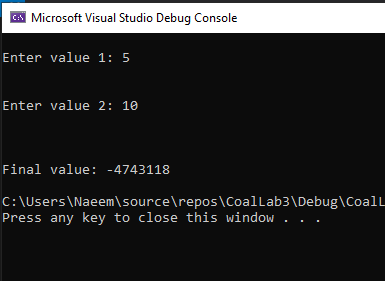 Microsoft Visual Studio Debug Console
Enter value 1: 5
Enter value 2: 10
Final value: -4743118
C:\Users\Naeem\source\repos\CoalLab3\Debug\CoalL
Press any key to close this window . . .